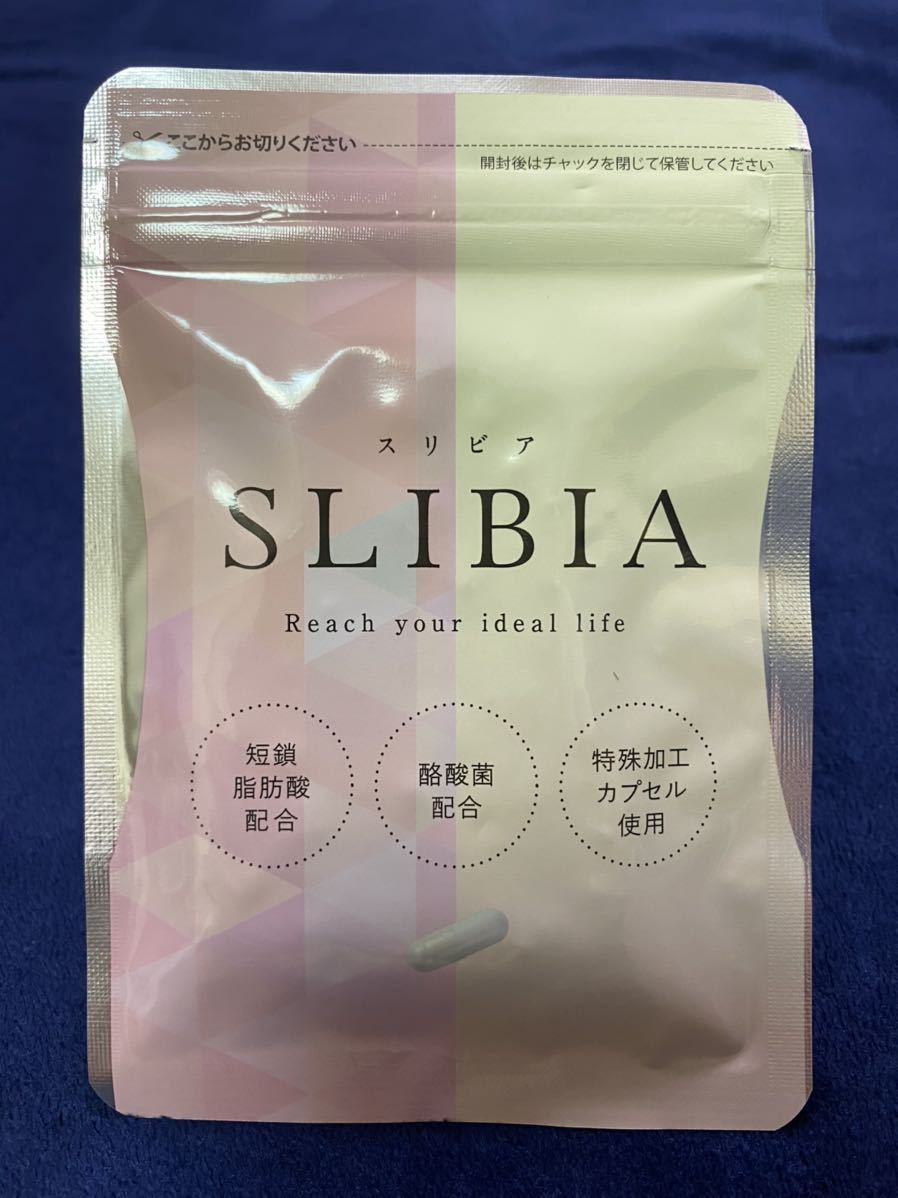 ここからお切りください
開封後はチャックを閉じて保管してください
スリビア
SLIBIA
Reach your ideal life
短鎖
脂肪酸
配合
酪酸菌
配合
特殊加工
カプセル
使用